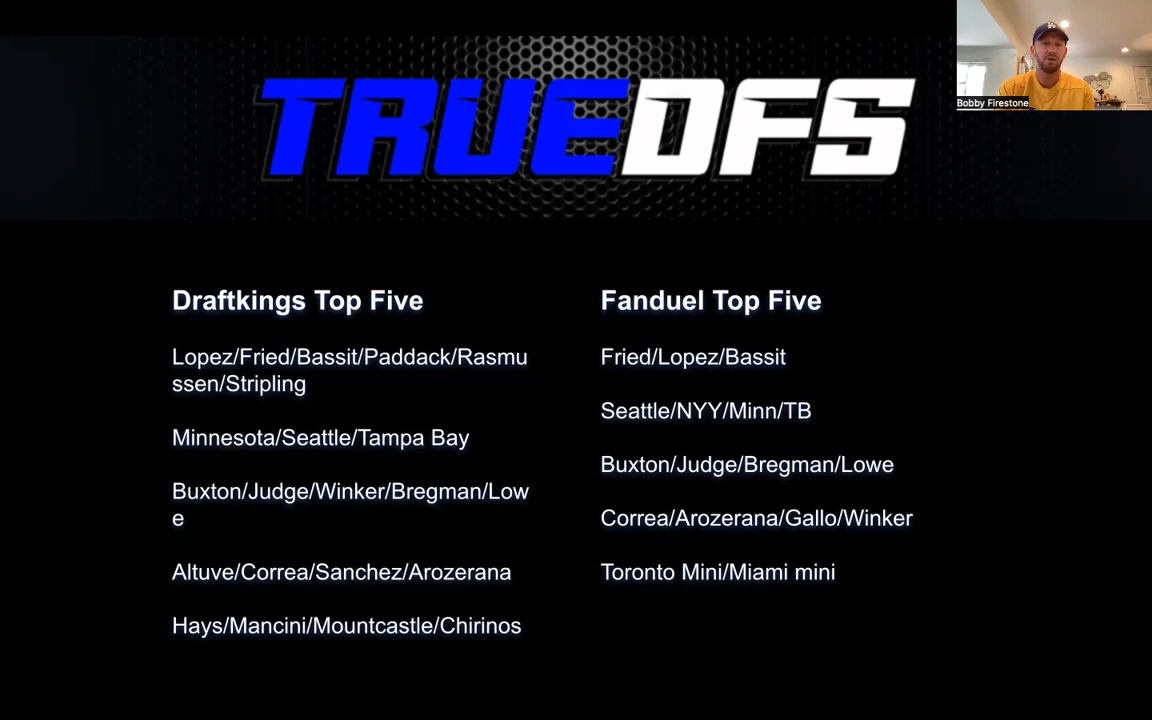 TRUEDFS
Bobby Firestone
Draftkings Top Five
Lopez/Fried/Bassit/Paddack/Rasmu
ssen/Stripling
Minnesota/Seattle/Tampa Bay
Buxton/Judge/Winker/Bregman/Low
e
Altuve/Correa/Sanchez/Arozerana
Hays/Mancini/Mountcastle/Chirinos
Fanduel Top Five
Fried/Lopez/Bassit
Seattle/NYY/Minn/TB
Buxton/Judge/Bregman/Lowe
Correa/Arozerana/Gallo/Winker
Toronto Mini/Miami mini